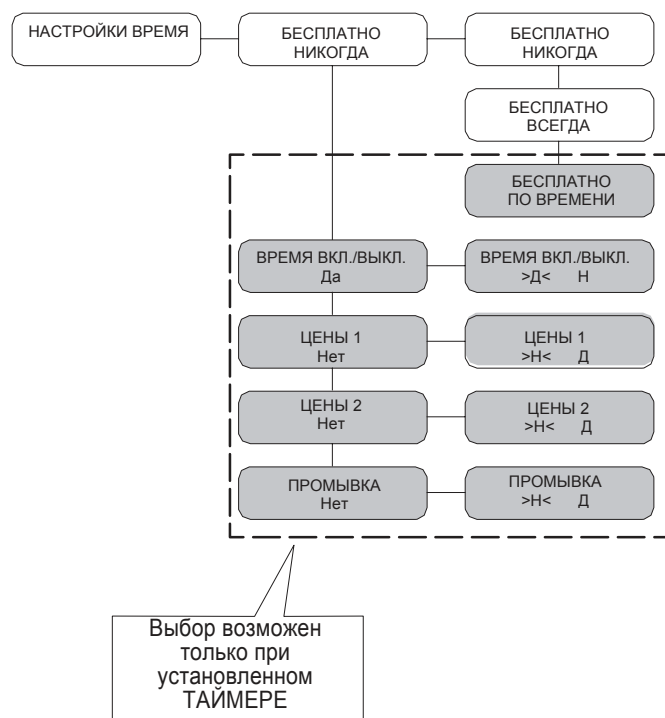 НАСТРОЙКИ ВРЕМЯ
БЕСПЛАТНО
НИКОГДА
БЕСПЛАТНО
НИКОГДА
БЕСПЛАТНО
ВСЕГДА
БЕСПЛАТНО
ПО ВРЕМЕНИ
ВРЕМЯ ВКЛ./ВЫКЛ.
Да
ВРЕМЯ ВКЛ./ВЫКЛ.
>Д< Н
ЦЕНЫ 1
Нет
ЦЕНЫ 1
>Н< Д
ЦЕНЫ 2
Нет
ЦЕНЫ 2
>Н< Д
ПРОМЫВКА
Нет
ПРОМЫВКА
>Н< Д
Выбор возможен
только при
установленном
ТАЙМЕРЕ